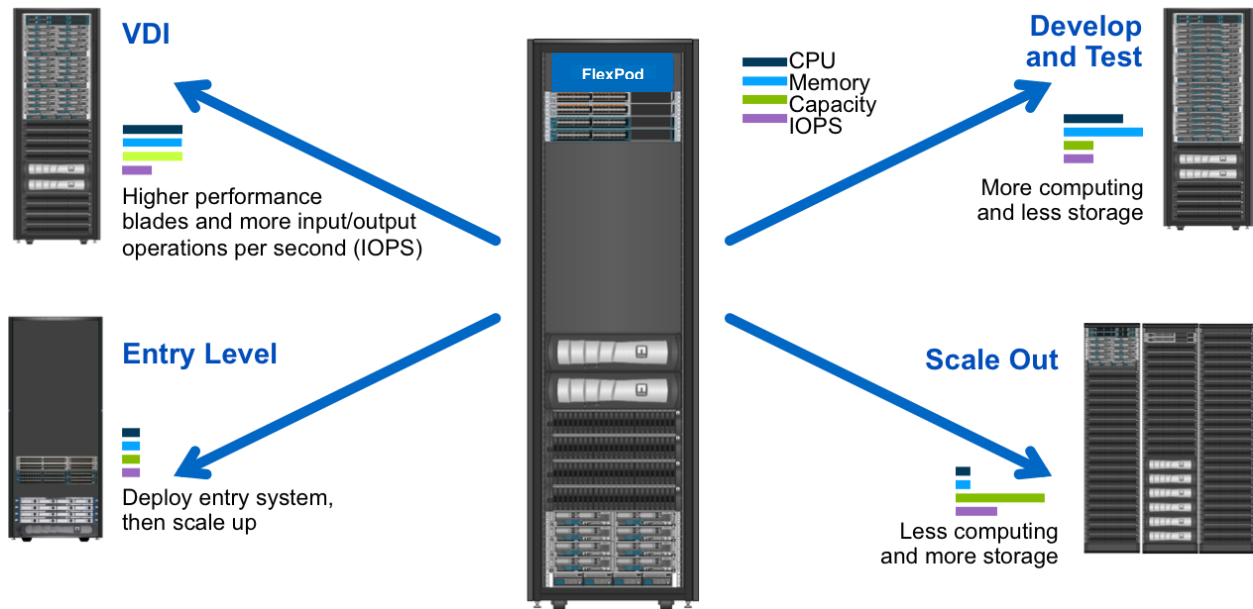 VDI
Higher performance
blades and more input/output
operations per second (IOPS)
Entry Level
Deploy entry system,
then scale up
FlexPod
CPU
Memory
Capacity
IOPS
Develop
and Test
More computing
and less storage
Scale Out
Less computing
and more storage